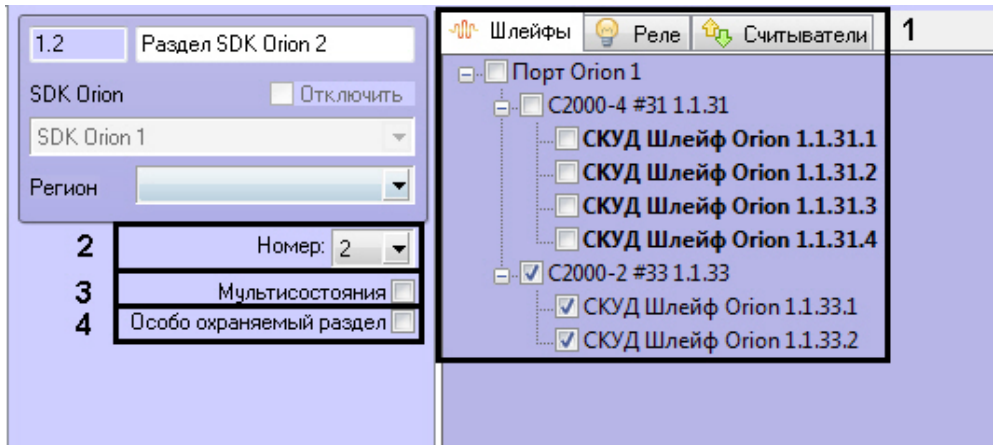 1.2 Раздел SDK Orion 2
SDK Orion Отключить
SDK Orion 1
Регион
2 Номер: 2
3 Мультисостояния
4 Особо охраняемый раздел
Шлейфы Реле Считыватели 1
Порт Orion 1
С2000-4 #31 1.1.31
СКУД Шлейф Orion 1.1.31.1
СКУД Шлейф Orion 1.1.31.2
СКУД Шлейф Orion 1.1.31.3
СКУД Шлейф Orion 1.1.31.4
С2000-2 #33 1.1.33
СКУД Шлейф Orion 1.1.33.1
СКУД Шлейф Orion 1.1.33.2